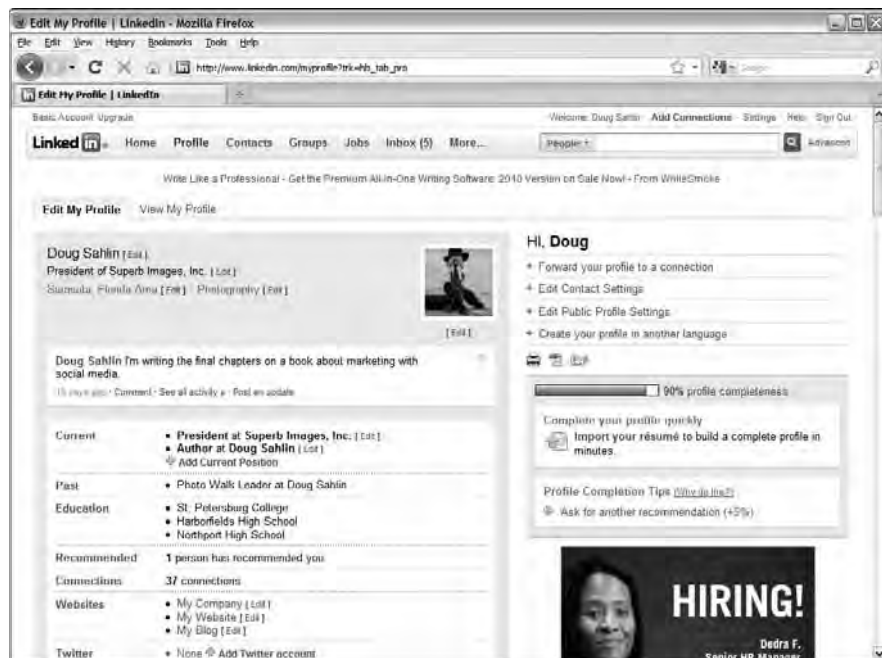 Edit My Profile | LinkedIn - Mozilla Firefox
File Edit View History Bookmarks Tools Help
http://www.linkedin.com/myprofile?trk=hb_tab_pro
Edit My Profile | LinkedIn
Basic Account: Upgrade
Welcome, Doug Sahlin Add Connections Settings Help Sign Out
Linked in Home Profile Contacts Groups Jobs Inbox (5) More...
People Advanced
Write Like a Professional - Get the Premium All-In-One Writing Software. 2010 Version on Sale Now! - From WhiteSmoke
Edit My Profile View My Profile
Doug Sahlin [Edit]
President of Superb Images, Inc. [Edit]
Sarasota, Florida Area [Edit] Photography [Edit]
[Edit]
Doug Sahlin I'm writing the final chapters on a book about marketing with
social media.
days ago · Comment · See all activity » · Post an update
Current
• President at Superb Images, Inc. [Edit]
• Author at Doug Sahlin [Edit]
Add Current Position
Past
• Photo Walk Leader at Doug Sahlin
Education
• St. Petersburg College
• Harborfields High School
• Northport High School
Recommended
1 person has recommended you
Connections
37 connections
Websites
• My Company [Edit]
• My Website [Edit]
• My Blog [Edit]
Twitter
• None Add Twitter account
Hi, Doug
+ Forward your profile to a connection
+ Edit Contact Settings
+ Edit Public Profile Settings
+ Create your profile in another language
90% profile completeness
Complete your profile quickly
Import your résumé to build a complete profile in
minutes.
Profile Completion Tips (Why do this?)
Ask for another recommendation (+5%)
HIRING!
Dedra F.
Senior HR Manager